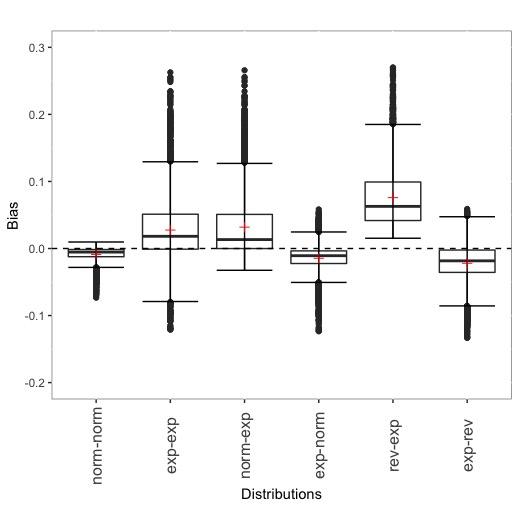 0.3
0.2
0.1
0.0
-0.1
-0.2
Bias
norm-norm
exp-exp
norm-exp
exp-norm
rev-exp
exp-rev
Distributions